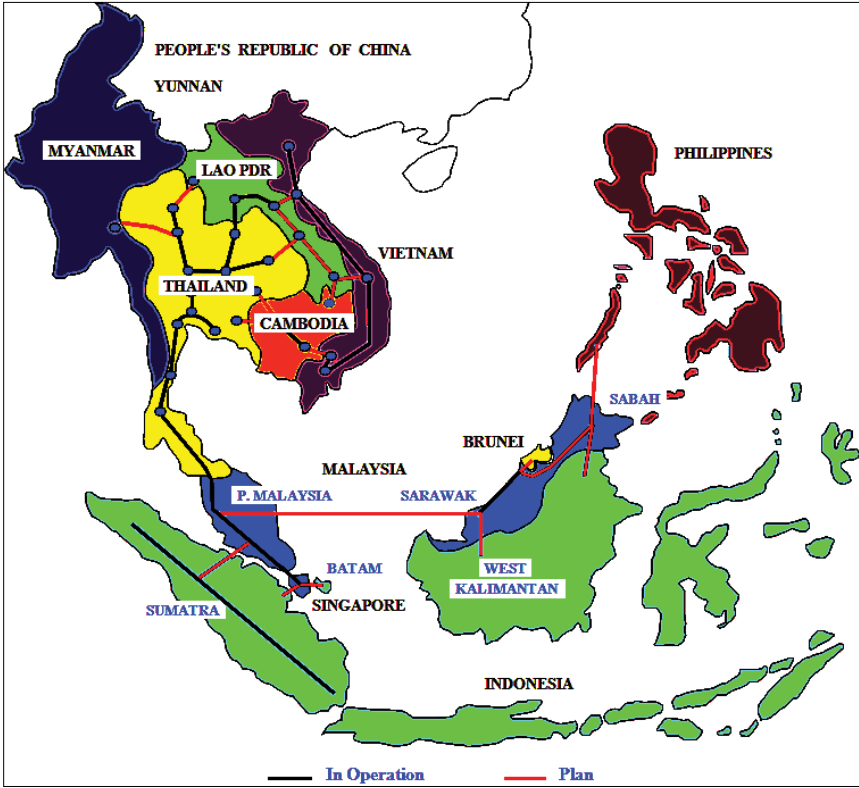 PEOPLE'S REPUBLIC OF CHINA
YUNNAN
MYANMAR
LAO PDR
PHILIPPINES
VIETNAM
THAILAND
CAMBODIA
SABAH
BRUNEI
MALAYSIA
P. MALAYSIA
SARAWAK
BATAM
WEST
KALIMANTAN
SUMATRA
SINGAPORE
INDONESIA
In Operation
Plan